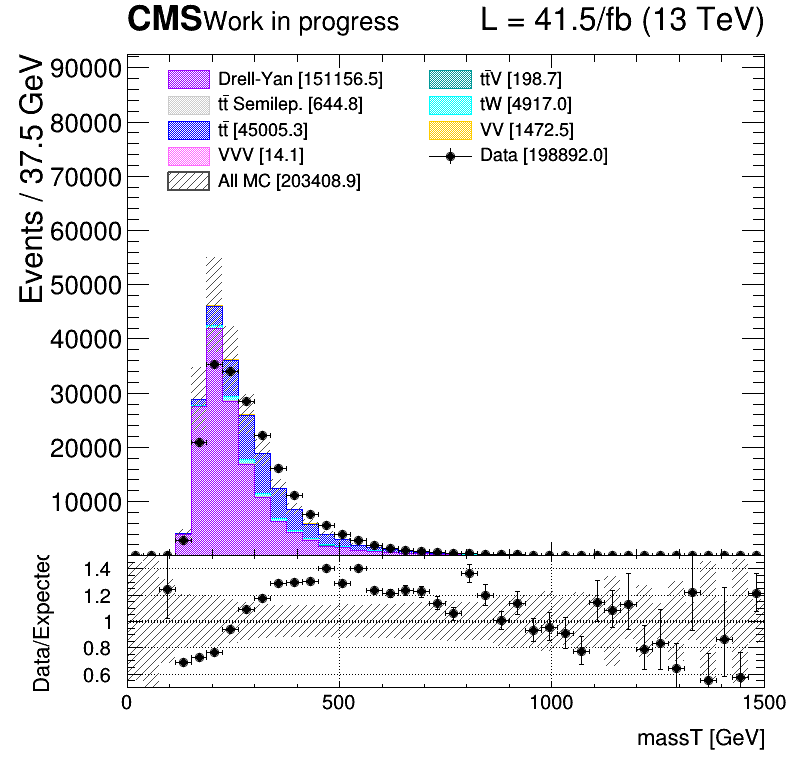 CMS Work in progress L = 41.5/fb (13 TeV)
Events / 37.5 GeV
90000
80000
70000
60000
50000
40000
30000
20000
10000
Drell-Yan [151156.5]
tt̄ Semilep. [644.8]
tt̄ [45005.3]
VVV [14.1]
All MC [203408.9]
tt̄V [198.7]
tW [4917.0]
VV [1472.5]
Data [198892.0]
Data/Expected
1.4
1.2
1
0.8
0.6
0 500 1000 1500
massT [GeV]